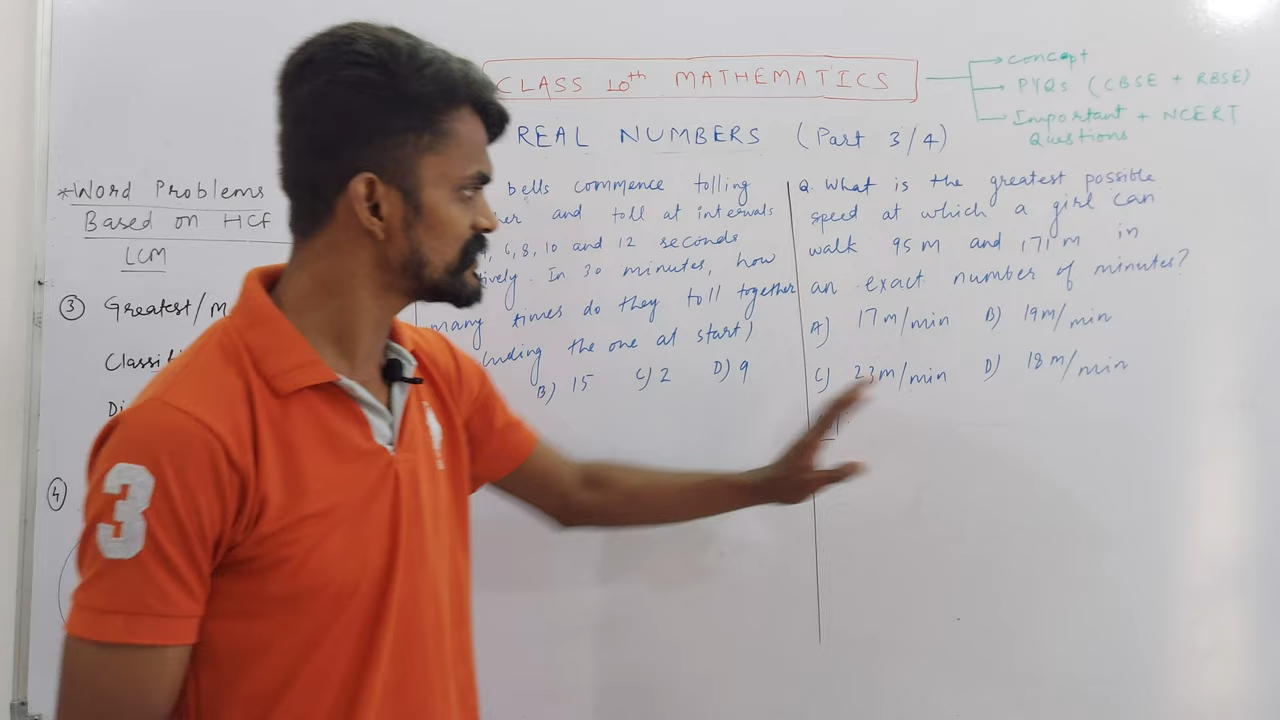 CLASS 10th MATHEMATICS
concept
PYQs (CBSE + RBSE)
Important + NCERT
Questions
REAL NUMBERS (Part 3/4)
*Word Problems
Based on HCF
LCM
③ Greatest/M
Classifi
④
bells commence tolling
and toll at intervals
6, 8, 10 and 12 seconds
In 30 minutes, how
many times do they toll together
the one at start)
B) 15 C) 2 D) 9
Q. What is the greatest possible
speed at which a girl can
walk 95 m and 171 m in
an exact number of minutes?
A) 17 m/min B) 19 m/min
C) 23 m/min D) 18 m/min
3